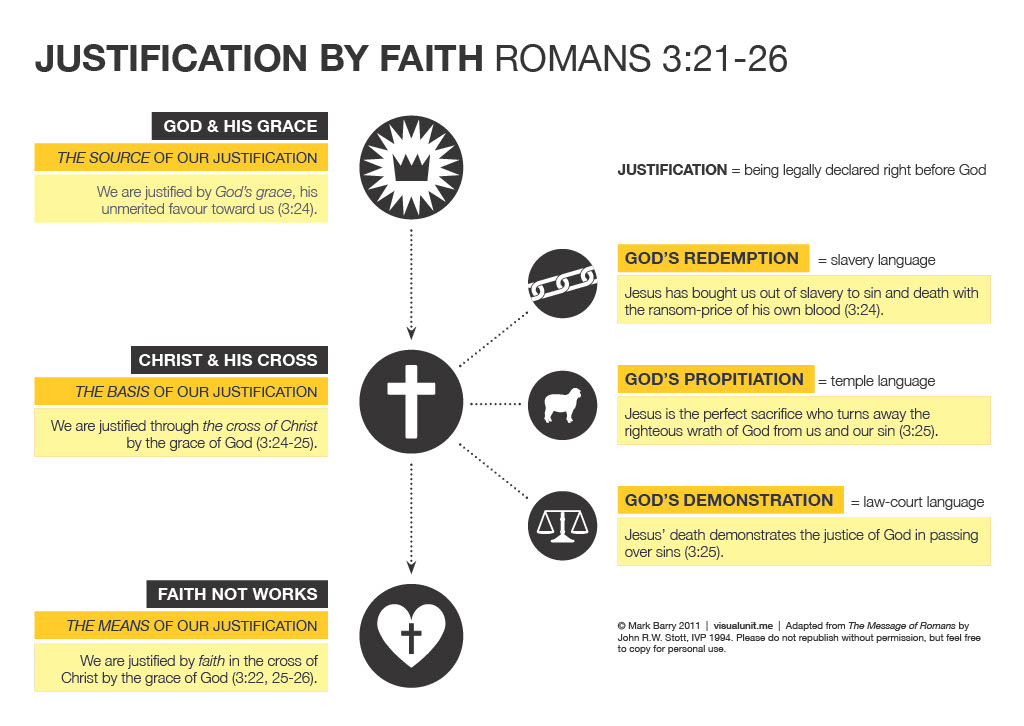 JUSTIFICATION BY FAITH ROMANS 3:21-26
GOD & HIS GRACE
THE SOURCE OF OUR JUSTIFICATION
We are justified by God's grace, his
unmerited favour toward us (3:24).
JUSTIFICATION = being legally declared right before God
GOD'S REDEMPTION = slavery language
Jesus has bought us out of slavery to sin and death with
the ransom-price of his own blood (3:24).
CHRIST & HIS CROSS
THE BASIS OF OUR JUSTIFICATION
We are justified through the cross of Christ
by the grace of God (3:24-25).
GOD'S PROPITIATION = temple language
Jesus is the perfect sacrifice who turns away the
righteous wrath of God from us and our sin (3:25).
GOD'S DEMONSTRATION = law-court language
Jesus' death demonstrates the justice of God in passing
over sins (3:25).
FAITH NOT WORKS
THE MEANS OF OUR JUSTIFICATION
We are justified by faith in the cross of
Christ by the grace of God (3:22, 25-26).
© Mark Barry 2011 | visualunit.me | Adapted from The Message of Romans by
John R.W. Stott, IVP 1994. Please do not republish without permission, but feel free
to copy for personal use.